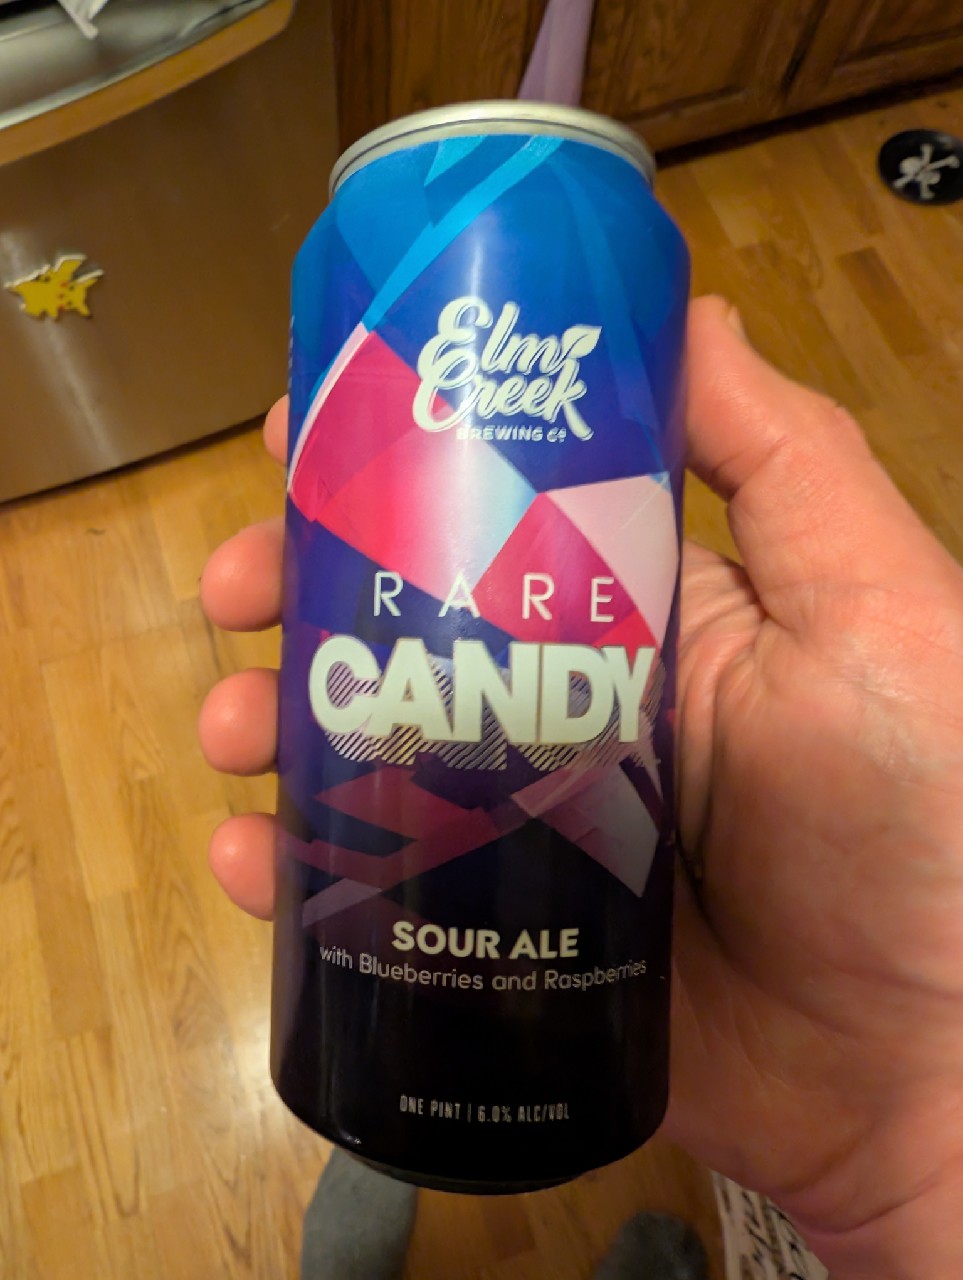 Elm
Creek
BREWING CO
RARE
CANDY
SOUR ALE
with Blueberries and Raspberries
ONE PINT | 6.0% ALC/VOL